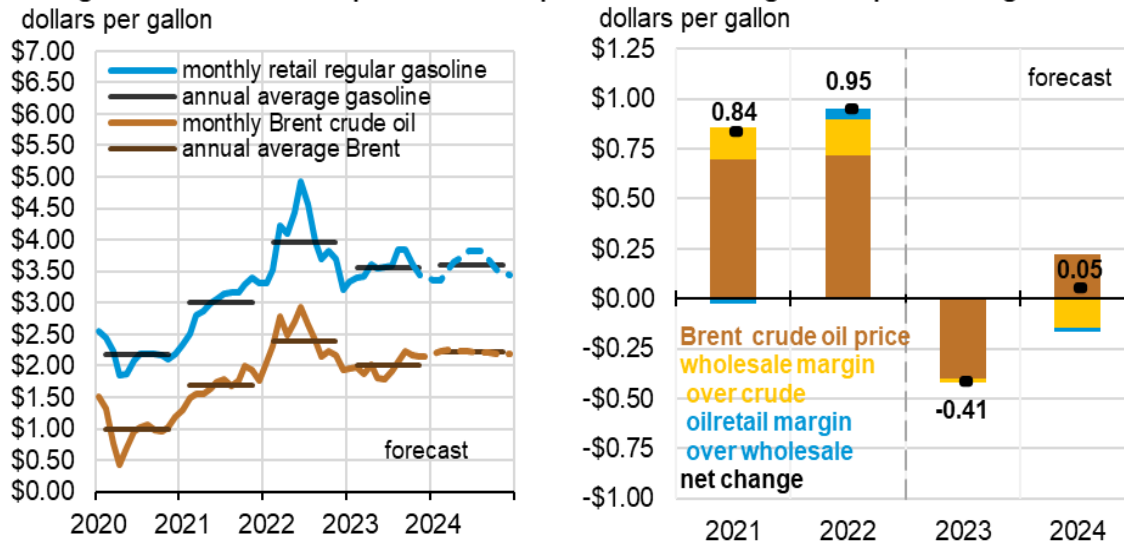 dollars per gallon
$7.00
$6.50
$6.00
$5.50
$5.00
$4.50
$4.00
$3.50
$3.00
$2.50
$2.00
$1.50
$1.00
$0.50
$0.00
monthly retail regular gasoline
annual average gasoline
monthly Brent crude oil
annual average Brent
forecast
2020 2021 2022 2023 2024
dollars per gallon
$1.25
$1.00
$0.75
$0.50
$0.25
$0.00
-$0.25
-$0.50
-$0.75
-$1.00
forecast
0.84
0.95
-0.41
0.05
Brent crude oil price
wholesale margin
over crude
oilretail margin
over wholesale
net change
2021 2022 2023 2024